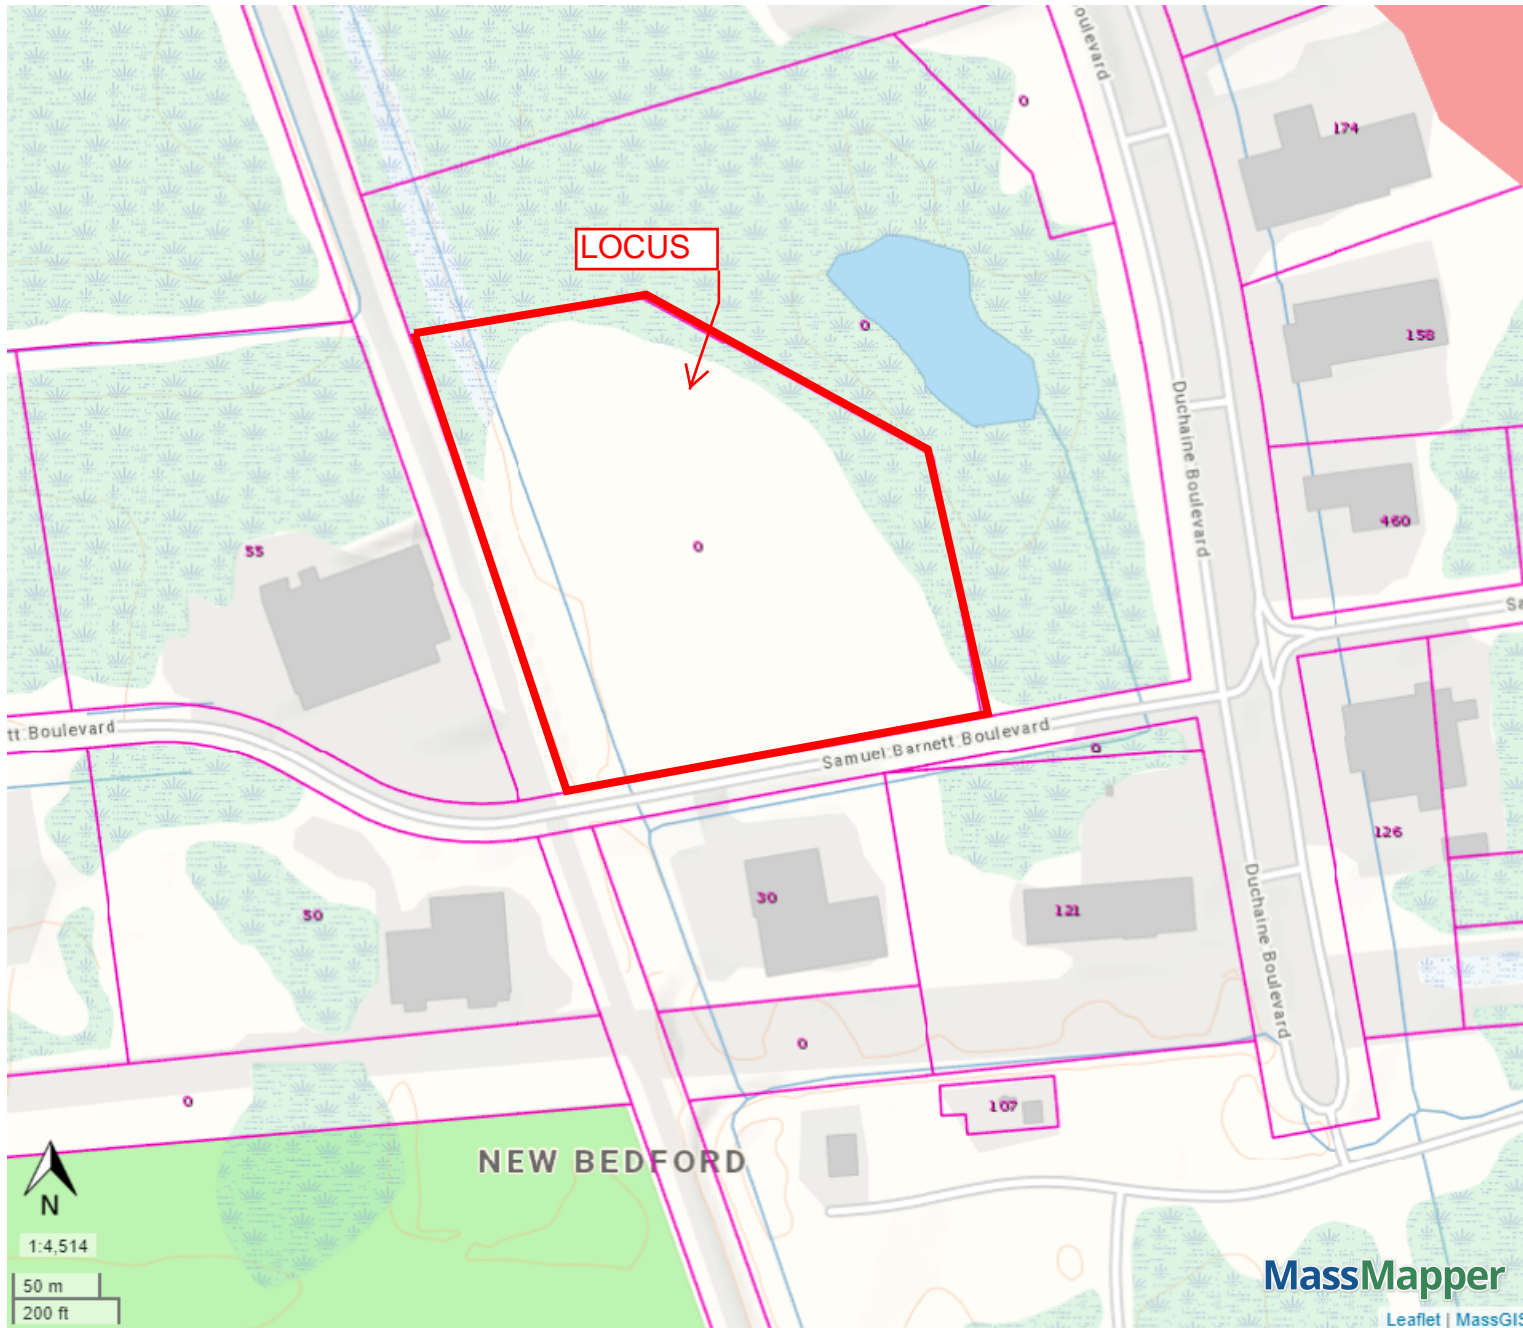 oulevard
0
174
LOCUS
0
158
Duchaine Boulevard
460
0
55
Sa
tt Boulevard
Samuel Barnett Boulevard
0
126
30
121
50
Duchaine Boulevard
0
0
107
NEW BEDFORD
N
1:4,514
50 m
200 ft
MassMapper
Leaflet | MassGIS